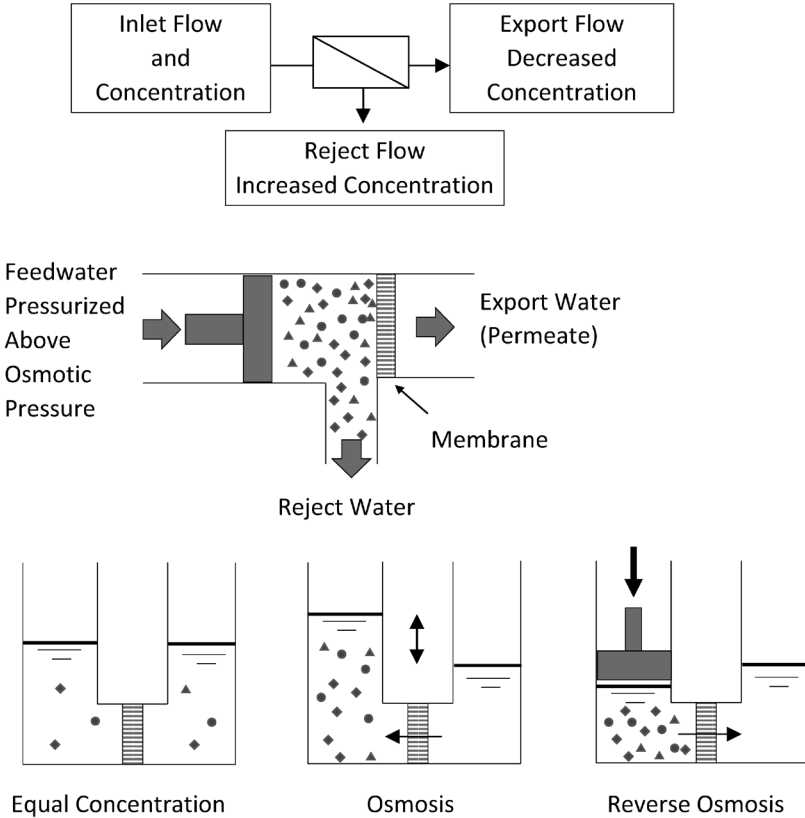 Inlet Flow
and
Concentration
Export Flow
Decreased
Concentration
Reject Flow
Increased Concentration
Feedwater
Pressurized
Above
Osmotic
Pressure
Export Water
(Permeate)
Membrane
Reject Water
Equal Concentration
Osmosis
Reverse Osmosis